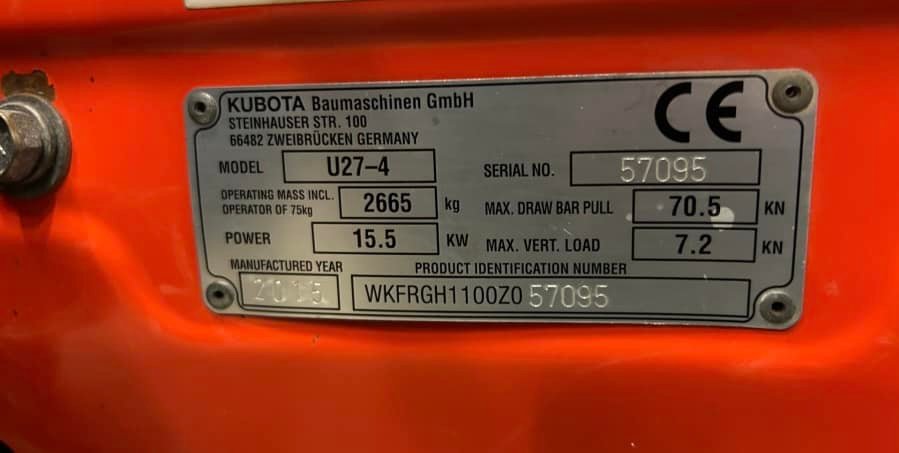 KUBOTA Baumaschinen GmbH
STEINHAUSER STR. 100
66482 ZWEIBRÜCKEN GERMANY
CE
MODEL U27-4 SERIAL NO. 57095
OPERATING MASS INCL. OPERATOR OF 75kg 2665 kg MAX. DRAW BAR PULL 70.5 KN
POWER 15.5 KW MAX. VERT. LOAD 7.2 KN
MANUFACTURED YEAR PRODUCT IDENTIFICATION NUMBER
2015 WKFRGH1100Z0 57095